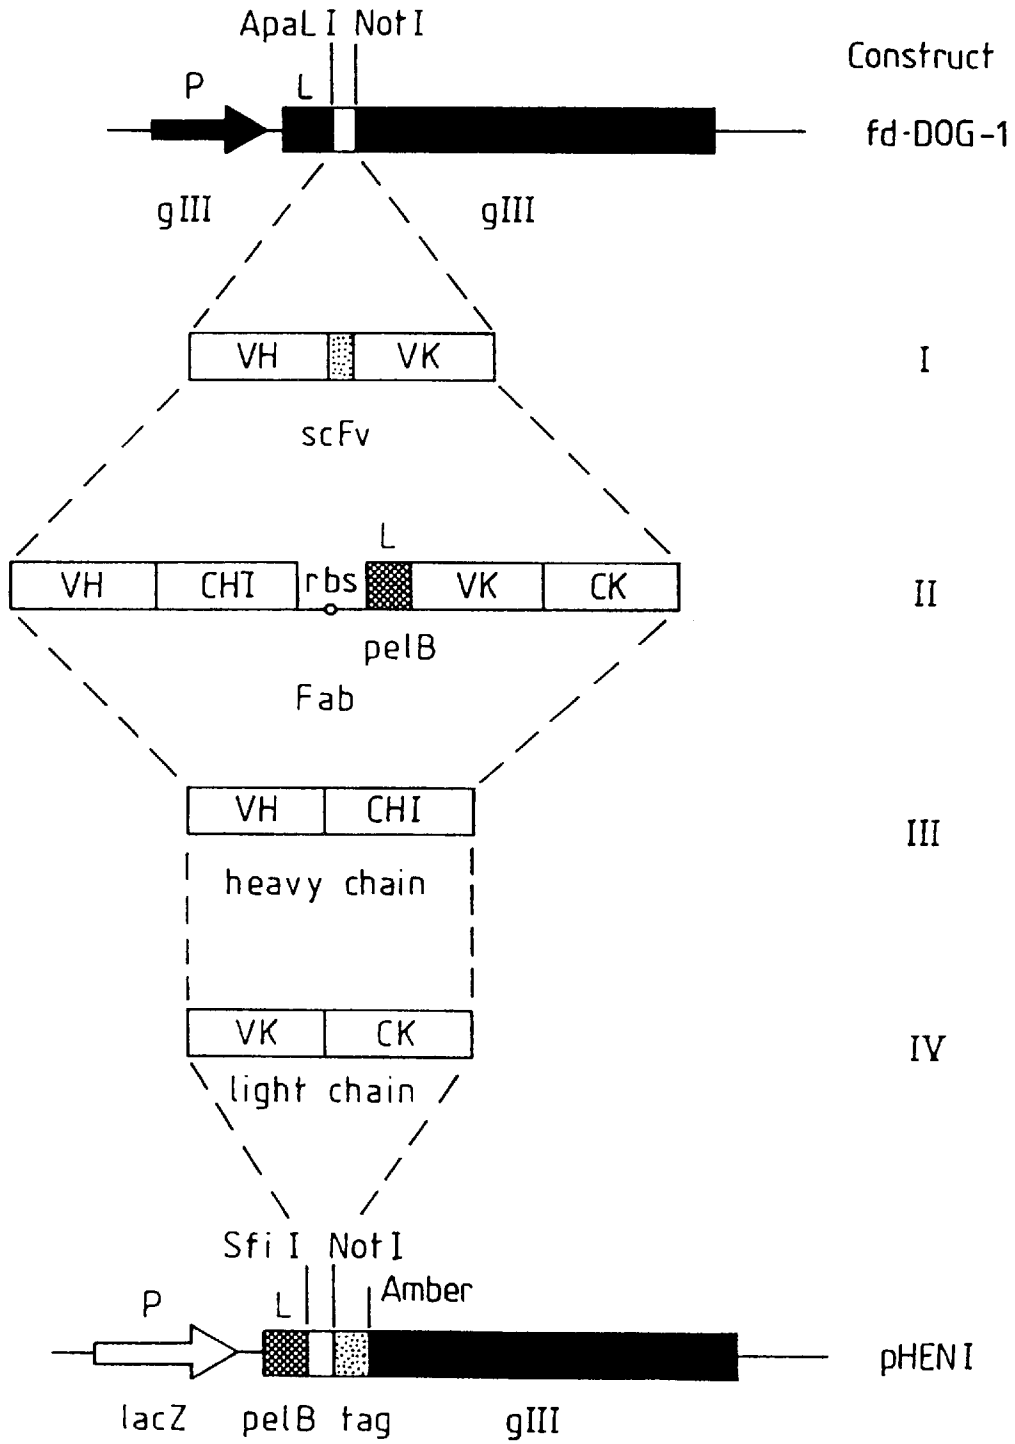 ApaL I Not I
Construct
P
L
fd-DOG-1
gIII
gIII
VH
VK
I
scFv
L
VH
CHI
rbs
VK
CK
II
pelB
Fab
VH
CHI
III
heavy chain
VK
CK
IV
light chain
Sfi I Not I
Amber
P
L
pHEN I
lacZ
pelB
tag
gIII